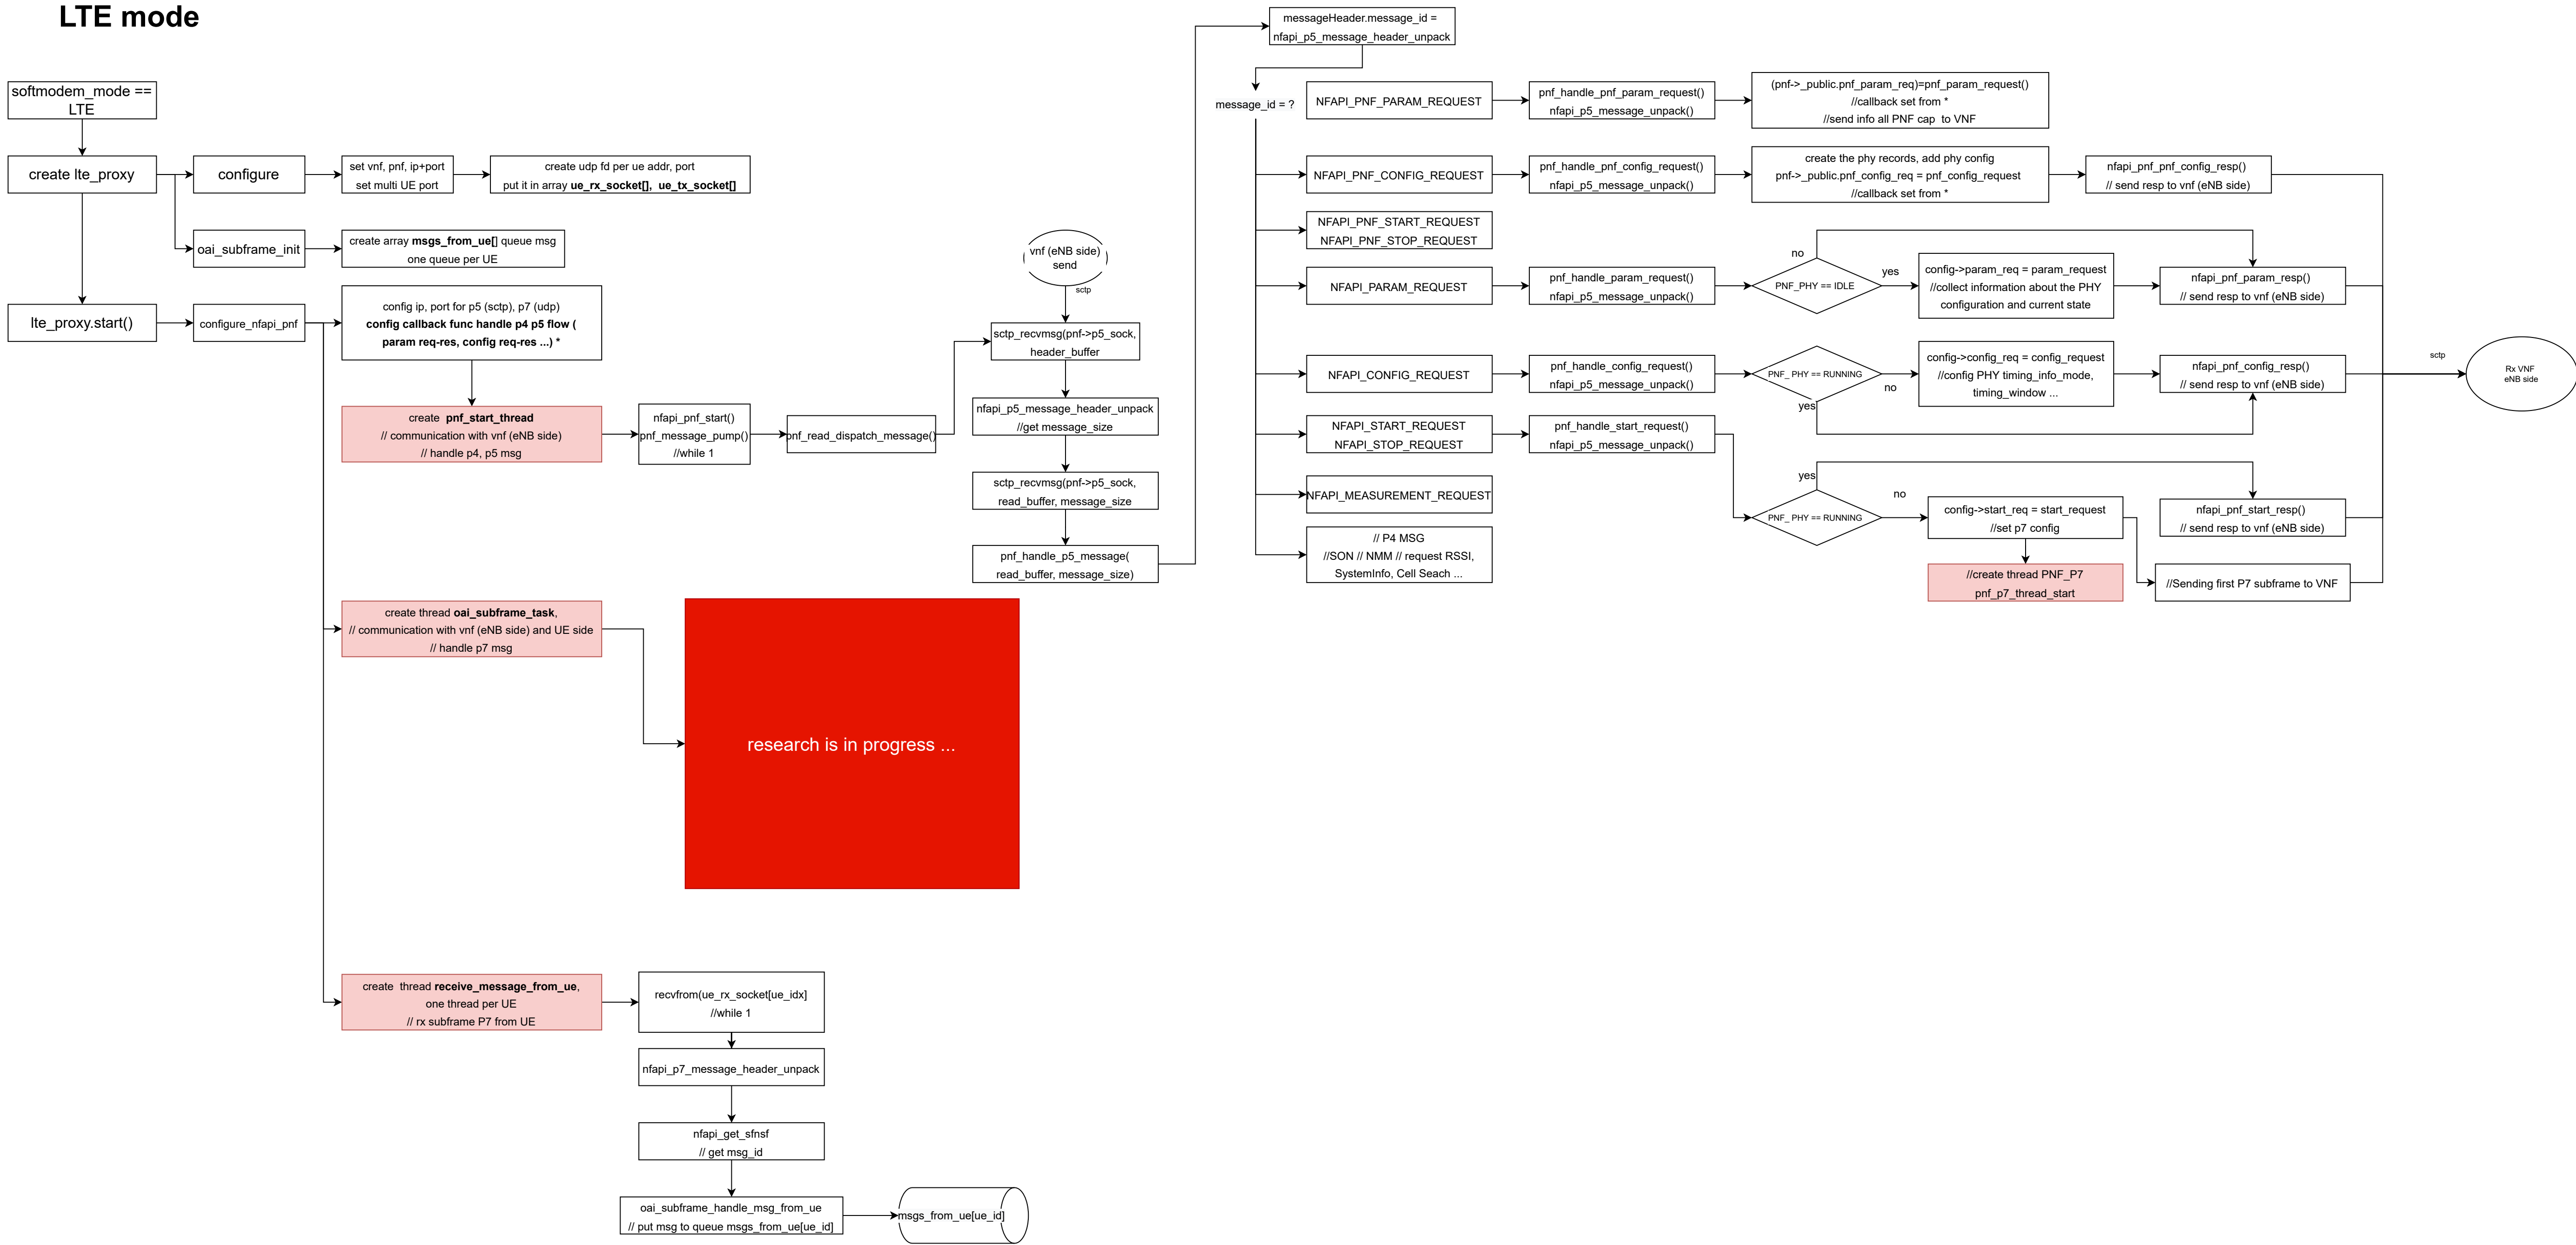 LTE mode
softmodem_mode ==
LTE
create lte_proxy
configure
set vnf, pnf, ip+port
set multi UE port
create udp fd per ue addr, port
put it in array ue_rx_socket[], ue_tx_socket[]
oai_subframe_init
create array msgs_from_ue[] queue msg
one queue per UE
lte_proxy.start()
configure_nfapi_pnf
config ip, port for p5 (sctp), p7 (udp)
config callback func handle p4 p5 flow (
param req-res, config req-res ...) *
create pnf_start_thread
// communication with vnf (eNB side)
// handle p4, p5 msg
nfapi_pnf_start()
pnf_message_pump()
//while 1
pnf_read_dispatch_message()
vnf (eNB side)
send
sctp
sctp_recvmsg(pnf->p5_sock,
header_buffer
nfapi_p5_message_header_unpack
//get message_size
sctp_recvmsg(pnf->p5_sock,
read_buffer, message_size
pnf_handle_p5_message(
read_buffer, message_size)
messageHeader.message_id =
nfapi_p5_message_header_unpack
message_id = ?
NFAPI_PNF_PARAM_REQUEST
pnf_handle_pnf_param_request()
nfapi_p5_message_unpack()
(pnf->_public.pnf_param_req)=pnf_param_request()
//callback set from *
//send info all PNF cap to VNF
NFAPI_PNF_CONFIG_REQUEST
pnf_handle_pnf_config_request()
nfapi_p5_message_unpack()
create the phy records, add phy config
pnf->_public.pnf_config_req = pnf_config_request
//callback set from *
nfapi_pnf_pnf_config_resp()
// send resp to vnf (eNB side)
NFAPI_PNF_START_REQUEST
NFAPI_PNF_STOP_REQUEST
NFAPI_PARAM_REQUEST
pnf_handle_param_request()
nfapi_p5_message_unpack()
no
PNF_PHY == IDLE
yes
config->param_req = param_request
//collect information about the PHY
configuration and current state
nfapi_pnf_param_resp()
// send resp to vnf (eNB side)
NFAPI_CONFIG_REQUEST
pnf_handle_config_request()
nfapi_p5_message_unpack()
PNF_ PHY == RUNNING
no
yes
config->config_req = config_request
//config PHY timing_info_mode,
timing_window ...
nfapi_pnf_config_resp()
// send resp to vnf (eNB side)
sctp
Rx VNF
eNB side
NFAPI_START_REQUEST
NFAPI_STOP_REQUEST
pnf_handle_start_request()
nfapi_p5_message_unpack()
yes
PNF_ PHY == RUNNING
no
config->start_req = start_request
//set p7 config
nfapi_pnf_start_resp()
// send resp to vnf (eNB side)
NFAPI_MEASUREMENT_REQUEST
// P4 MSG
//SON // NMM // request RSSI,
SystemInfo, Cell Seach ...
//create thread PNF_P7
pnf_p7_thread_start
//Sending first P7 subframe to VNF
create thread oai_subframe_task,
// communication with vnf (eNB side) and UE side
// handle p7 msg
research is in progress ...
create thread receive_message_from_ue,
one thread per UE
// rx subframe P7 from UE
recvfrom(ue_rx_socket[ue_idx]
//while 1
nfapi_p7_message_header_unpack
nfapi_get_sfnsf
// get msg_id
oai_subframe_handle_msg_from_ue
// put msg to queue msgs_from_ue[ue_id]
msgs_from_ue[ue_id]